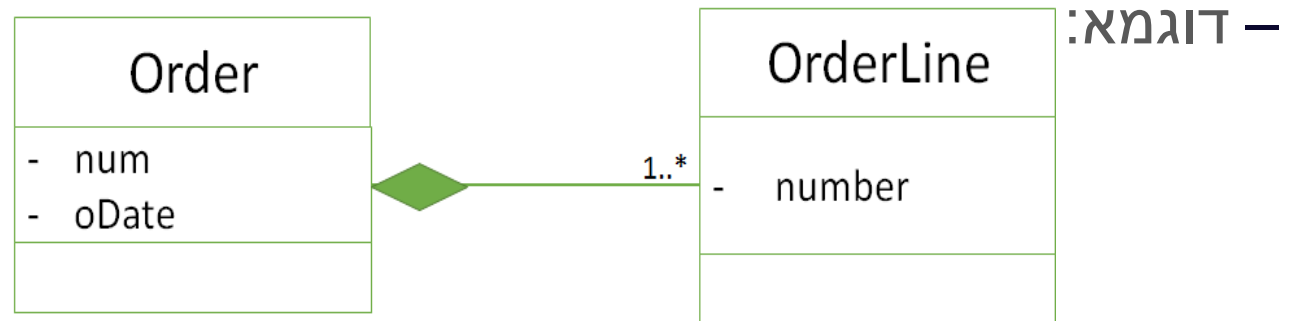 – דוגמא:
Order
- num
- oDate
1..*
OrderLine
- number